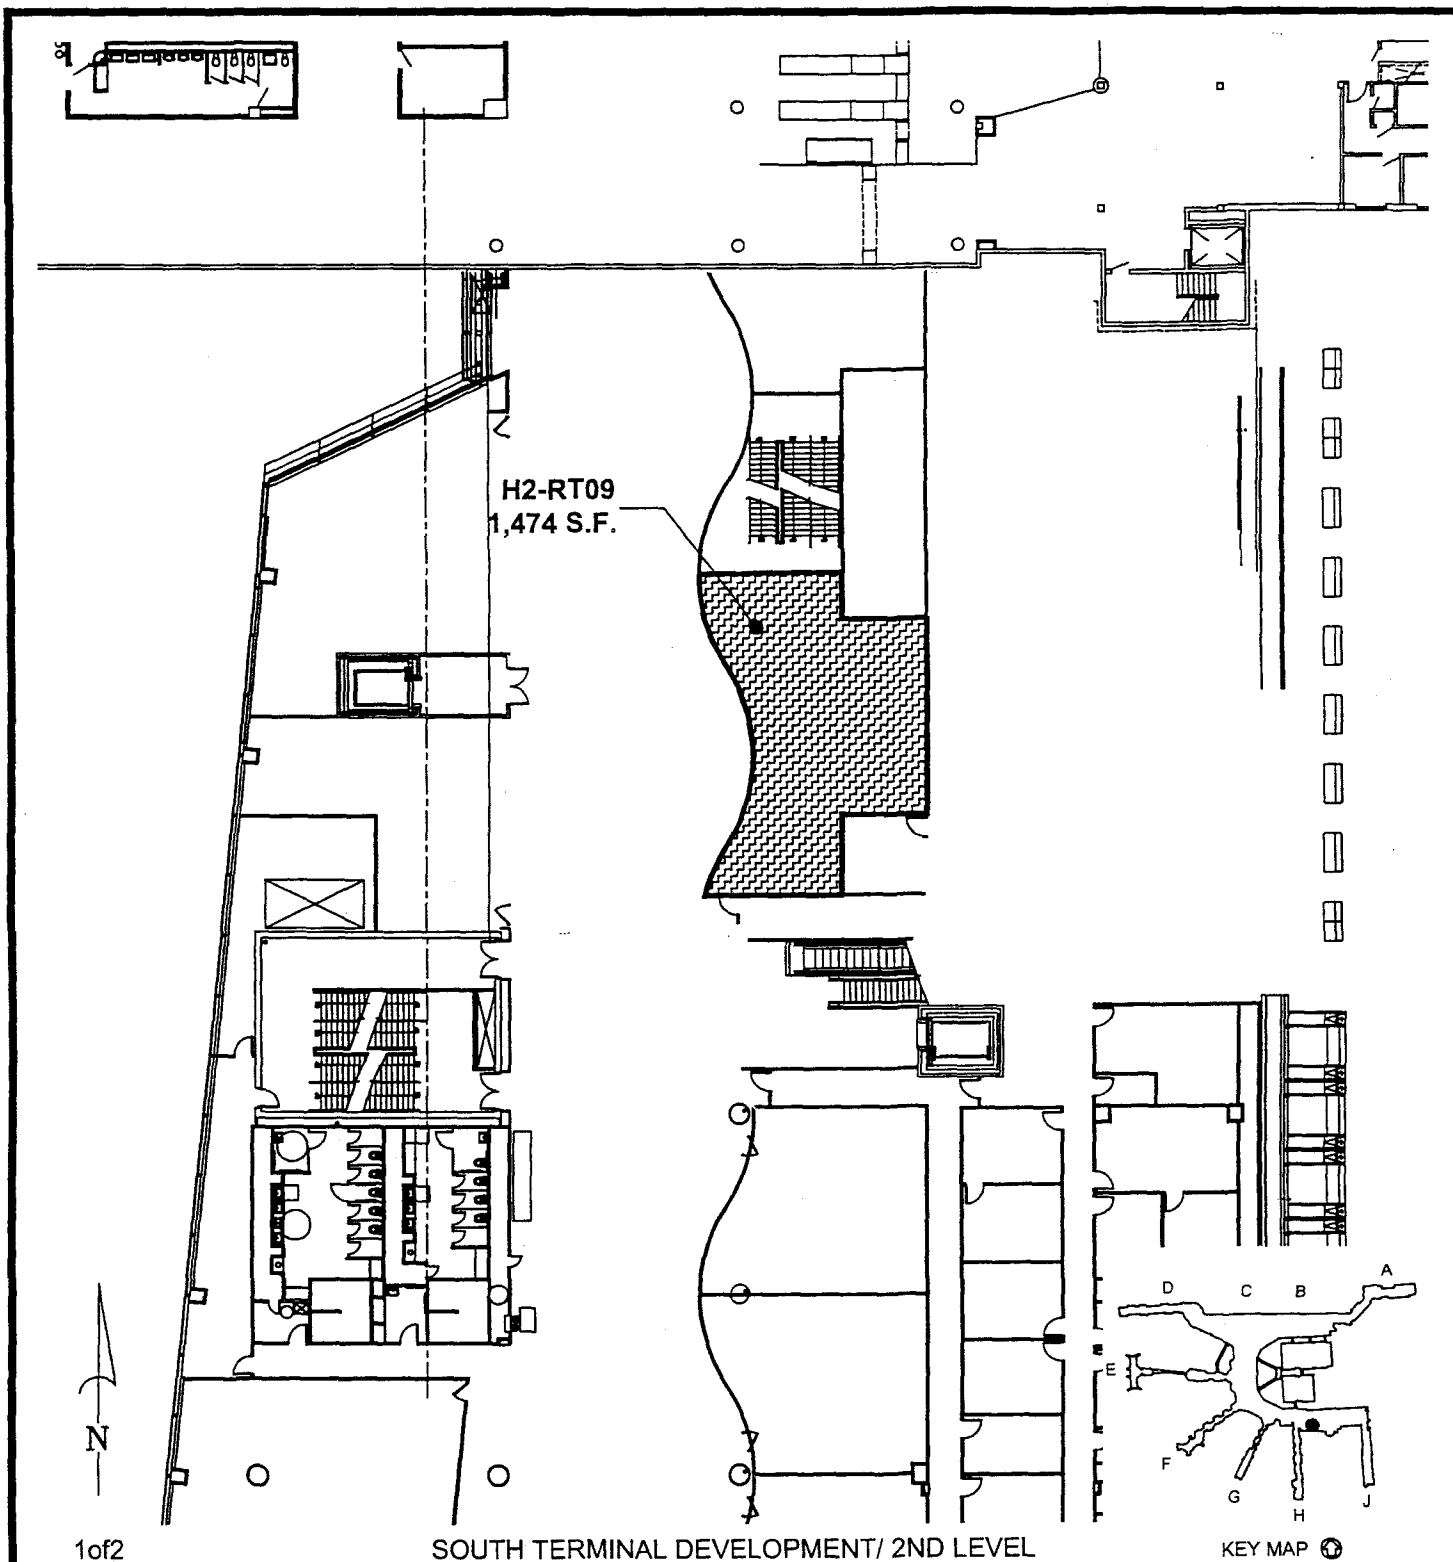 H2-RT09
1,474 S.F.
A
B
C
D
E
F
G
H
J
N
1of2
SOUTH TERMINAL DEVELOPMENT/ 2ND LEVEL
KEY MAP